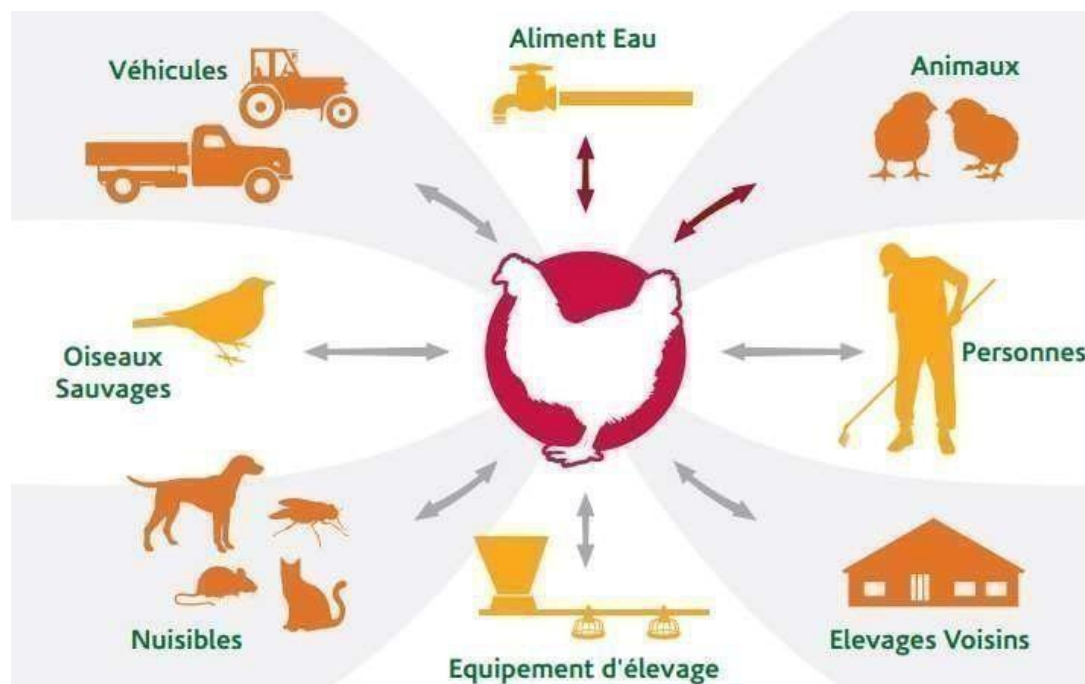 Aliment Eau
Véhicules
Animaux
Oiseaux
Sauvages
Personnes
Nuisibles
Equipement d'élevage
Elevages Voisins